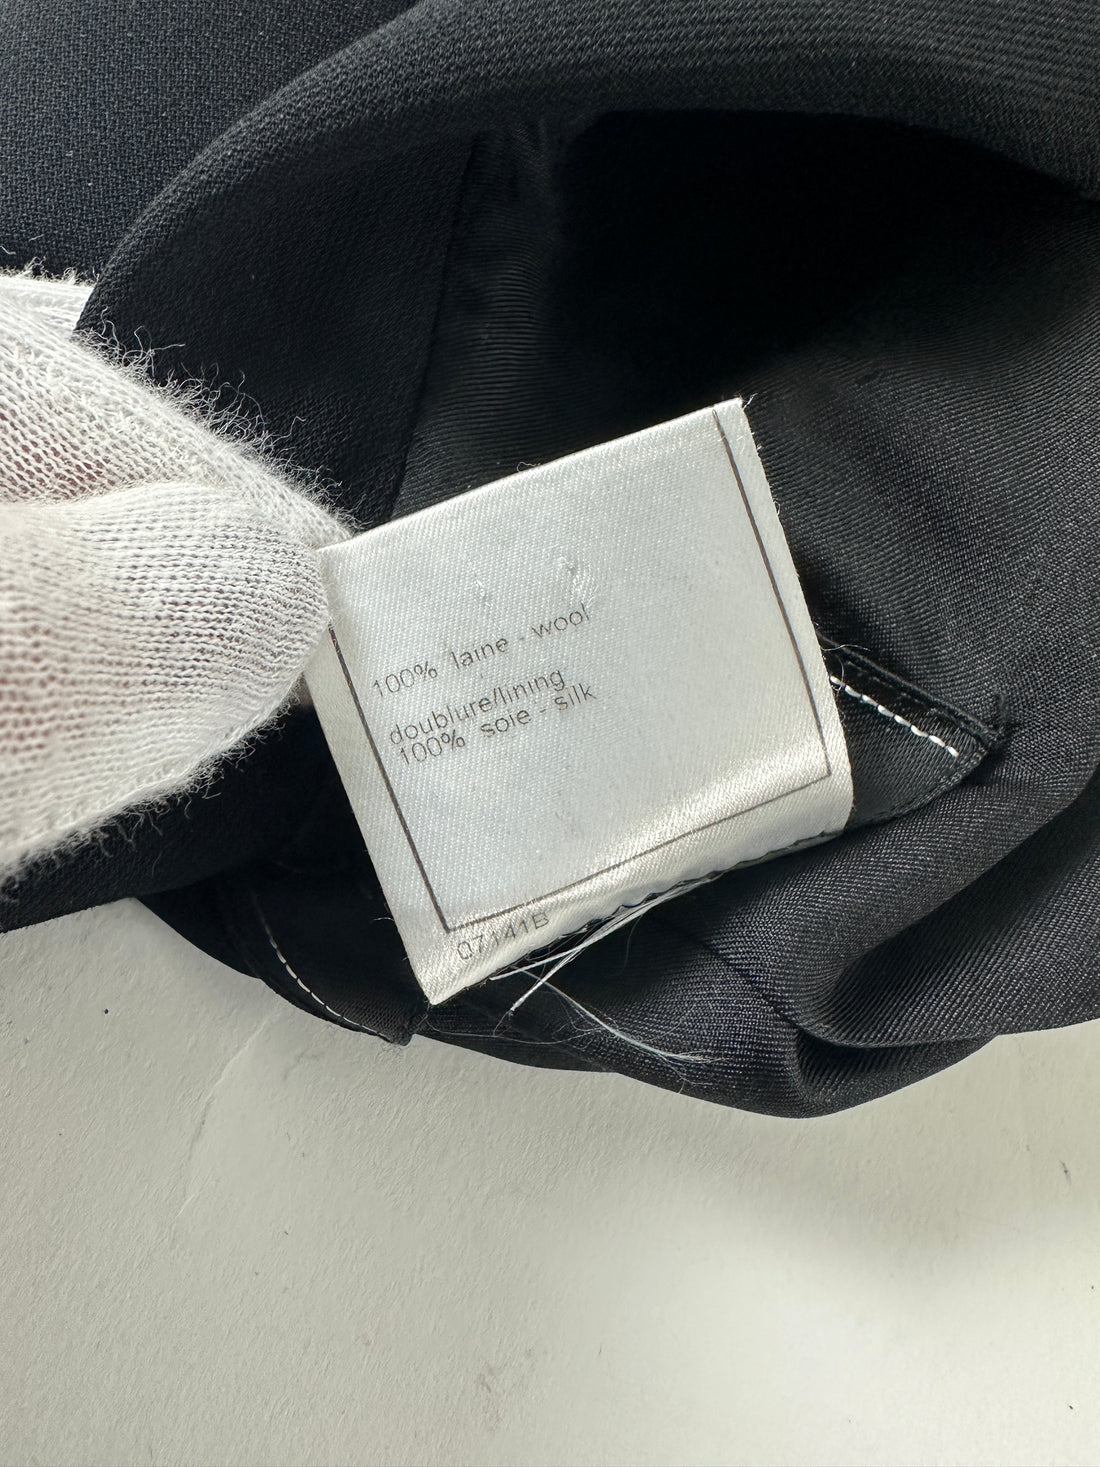 100% laine - wool
doublure/lining
100% soie - silk
07141B